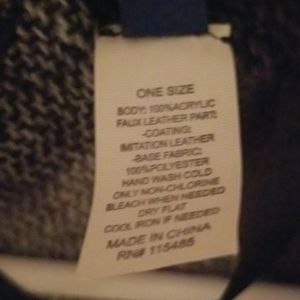 ONE SIZE
BODY: 100%ACRYLIC
FAUX LEATHER PART:
-COATING:
IMITATION LEATHER
-BASE FABRIC:
100%POLYESTER
HAND WASH COLD
ONLY NON-CHLORINE
BLEACH WHEN NEEDED
DRY FLAT
COOL IRON IF NEEDED
MADE IN CHINA
RN# 115485